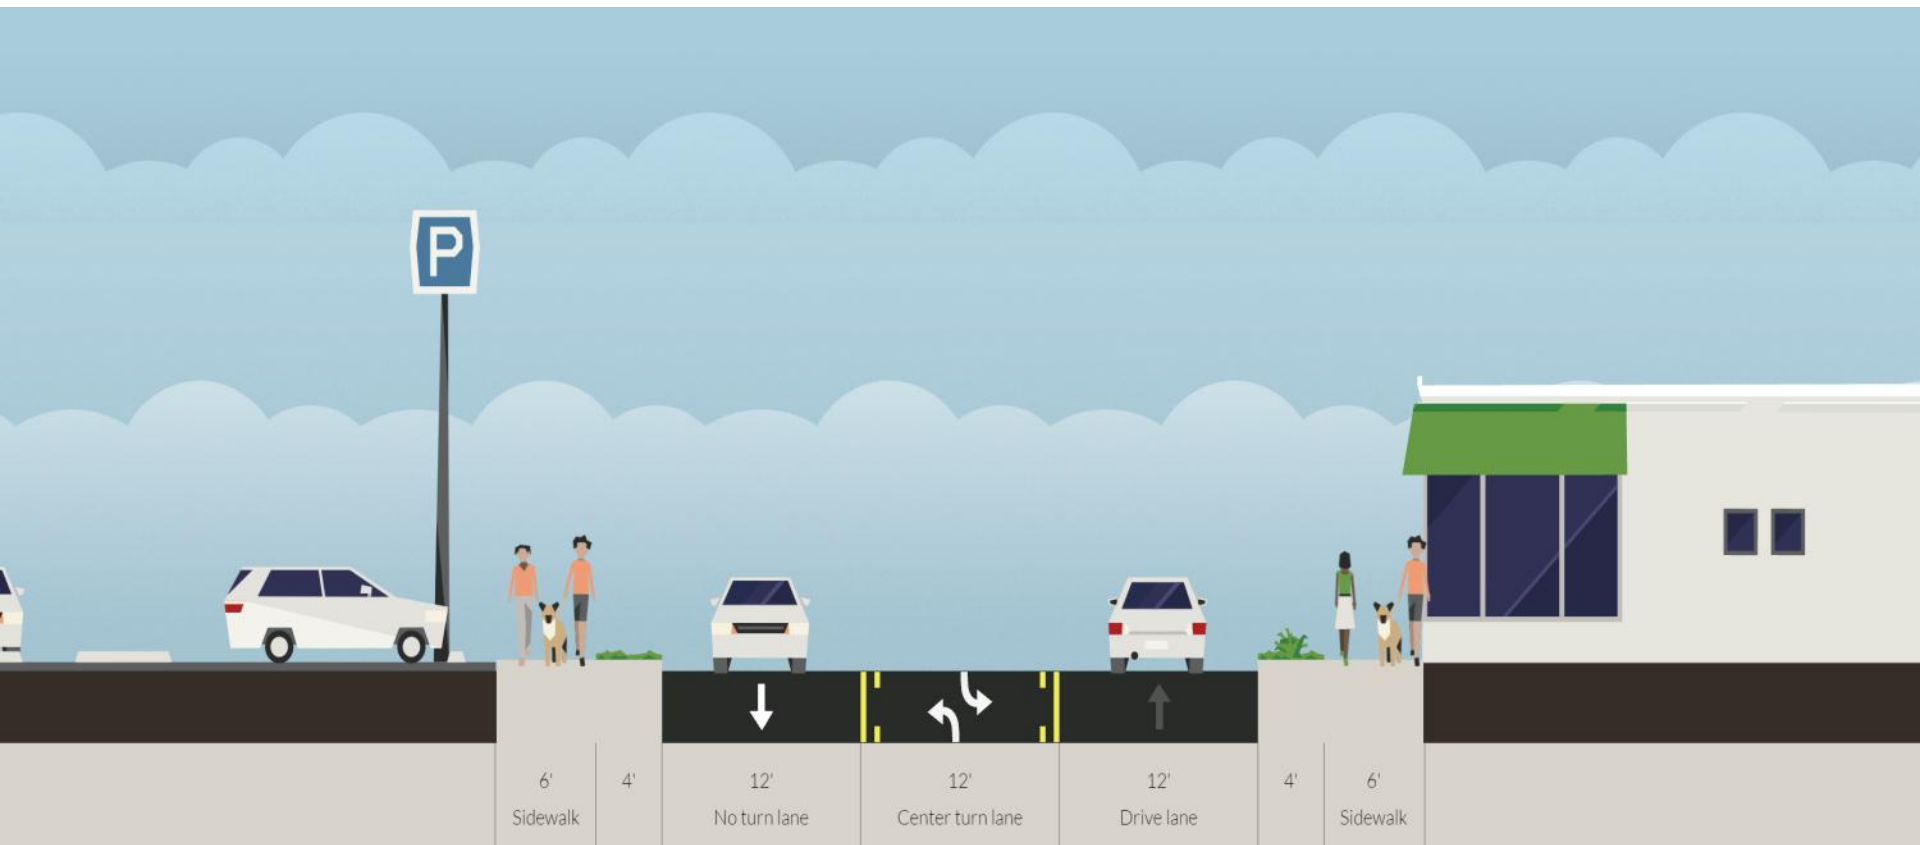 P
6' 4' 12' 12' 12' 4' 6'
Sidewalk No turn lane Center turn lane Drive lane Sidewalk